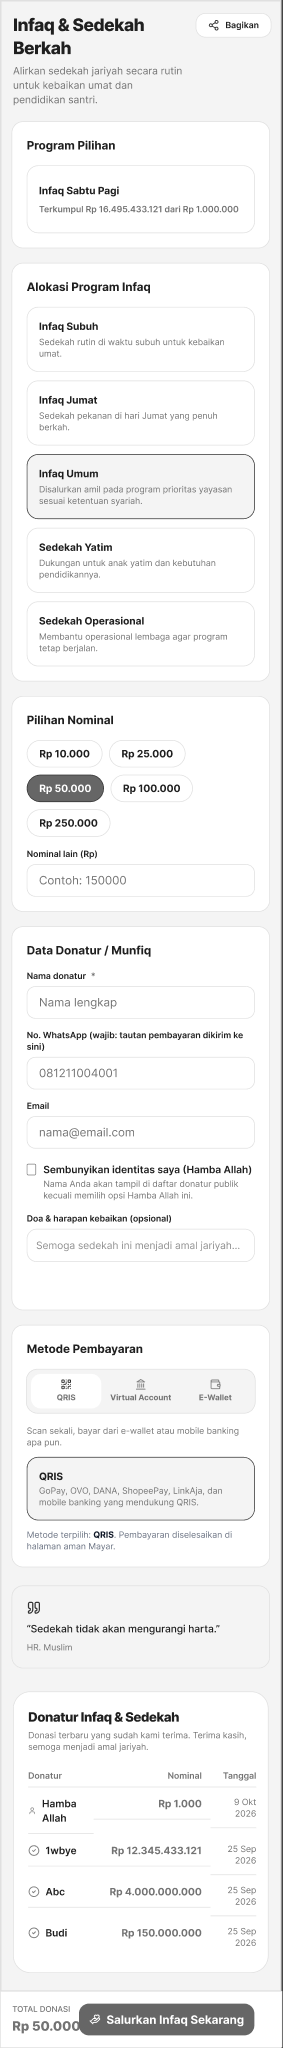 Infaq & Sedekah
Berkah
Bagikan
Alirkan sedekah jariyah secara rutin
untuk kebaikan umat dan
pendidikan santri.
Program Pilihan
Infaq Sabtu Pagi
Terkumpul Rp 16.495.433.121 dari Rp 1.000.000
Alokasi Program Infaq
Infaq Subuh
Sedekah rutin di waktu subuh untuk kebaikan
umat.
Infaq Jumat
Sedekah pekanan di hari Jumat yang penuh
berkah.
Infaq Umum
Disalurkan amil pada program prioritas yayasan
sesuai ketentuan syariah.
Sedekah Yatim
Dukungan untuk anak yatim dan kebutuhan
pendidikannya.
Sedekah Operasional
Membantu operasional lembaga agar program
tetap berjalan.
Pilihan Nominal
Rp 10.000
Rp 25.000
Rp 50.000
Rp 100.000
Rp 250.000
Nominal lain (Rp)
Contoh: 150000
Data Donatur / Munfiq
Nama donatur *
Nama lengkap
No. WhatsApp (wajib: tautan pembayaran dikirim ke
sini)
081211004001
Email
nama@email.com
Sembunyikan identitas saya (Hamba Allah)
Nama Anda akan tampil di daftar donatur publik
kecuali memilih opsi Hamba Allah ini.
Doa & harapan kebaikan (opsional)
Semoga sedekah ini menjadi amal jariyah...
Metode Pembayaran
QRIS
Virtual Account
E-Wallet
Scan sekali, bayar dari e-wallet atau mobile banking
apa pun.
QRIS
GoPay, OVO, DANA, ShopeePay, LinkAja, dan
mobile banking yang mendukung QRIS.
Metode terpilih: QRIS. Pembayaran diselesaikan di
halaman aman Mayar.
“Sedekah tidak akan mengurangi harta.”
HR. Muslim
Donatur Infaq & Sedekah
Donasi terbaru yang sudah kami terima. Terima kasih,
semoga menjadi amal jariyah.
Donatur Nominal Tanggal
Hamba Allah Rp 1.000 9 Okt 2026
1wbye Rp 12.345.433.121 25 Sep 2026
Abc Rp 4.000.000.000 25 Sep 2026
Budi Rp 150.000.000 25 Sep 2026
TOTAL DONASI
Rp 50.000
Salurkan Infaq Sekarang